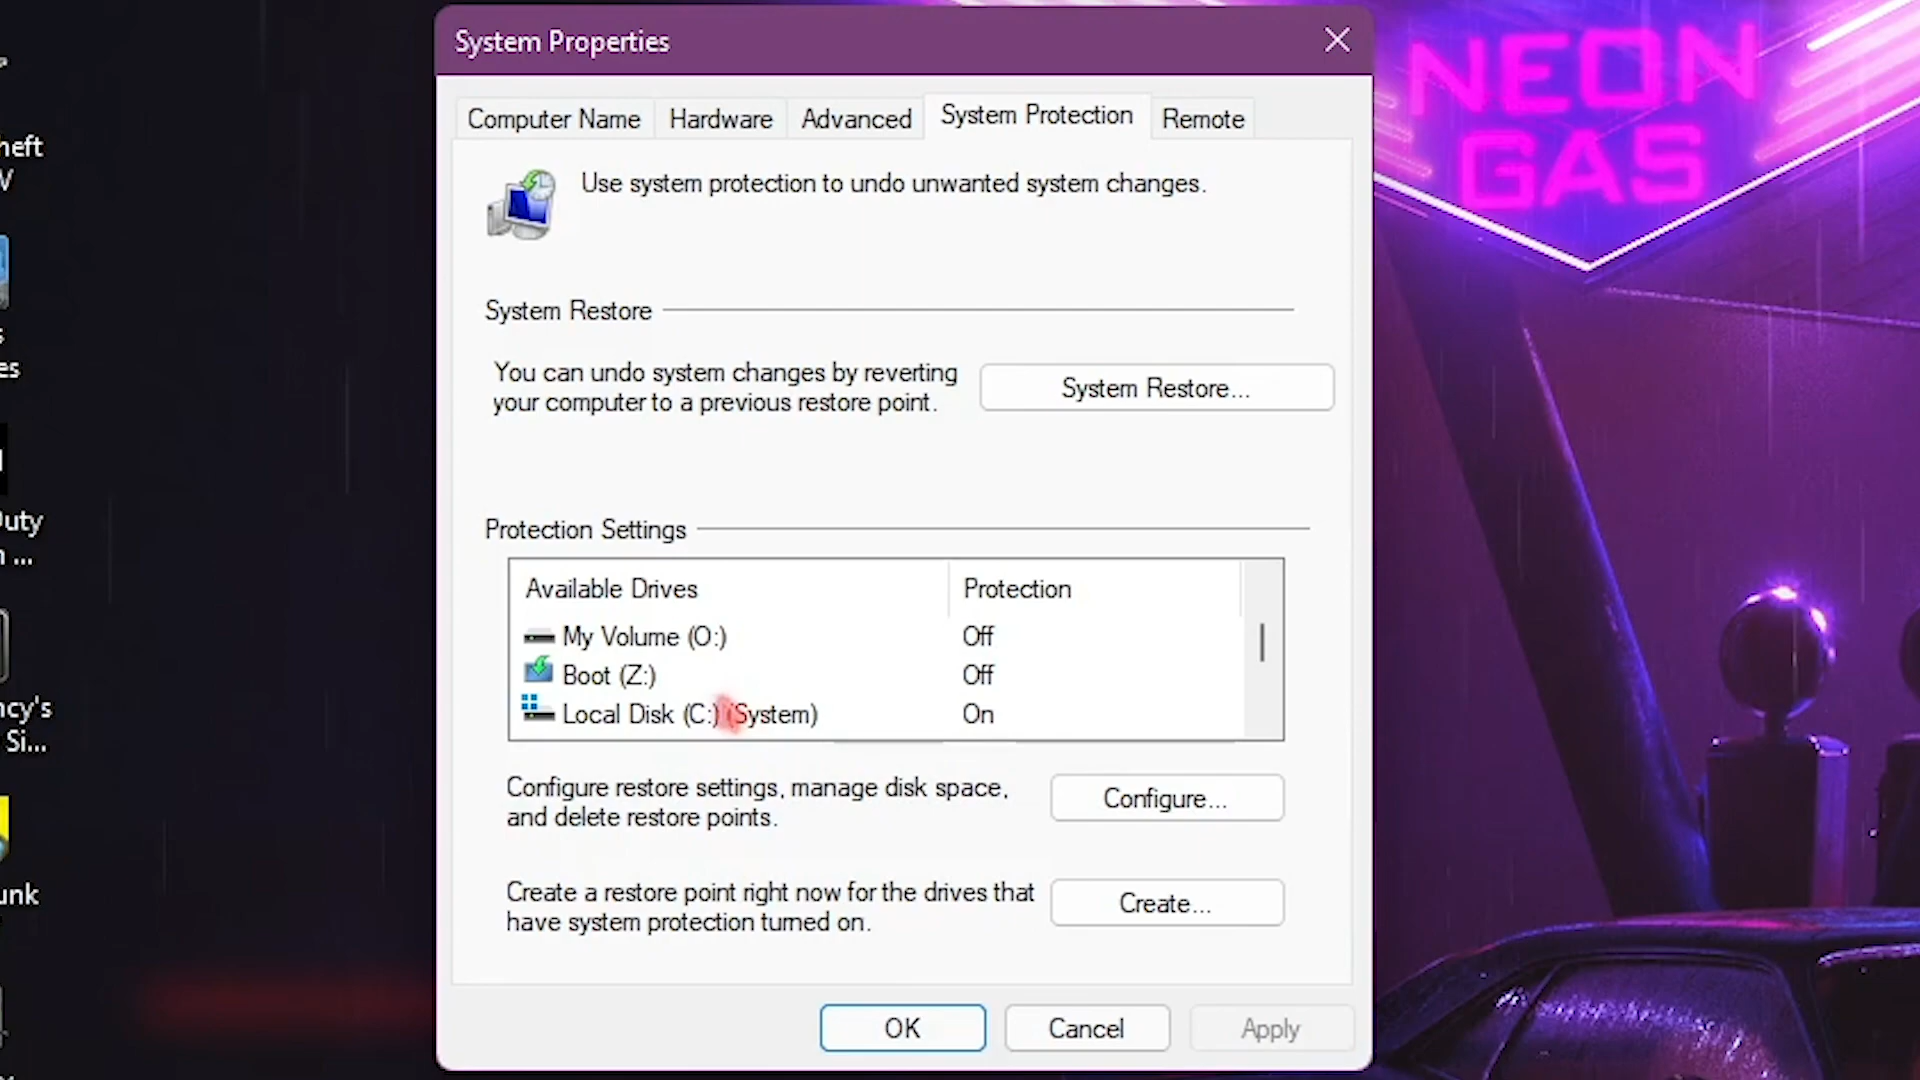 System Properties
Computer Name
Hardware
Advanced
System Protection
Remote
Use system protection to undo unwanted system changes.
System Restore
You can undo system changes by reverting
your computer to a previous restore point.
System Restore...
Protection Settings
Available Drives
Protection
My Volume (O:)
Off
Boot (Z:)
Off
Local Disk (C:) (System)
On
Configure restore settings, manage disk space,
and delete restore points.
Configure...
Create a restore point right now for the drives that
have system protection turned on.
Create...
OK
Cancel
Apply
NEON
GAS
heft
V
s
es
uty
n ...
ncy's
Si...
unk